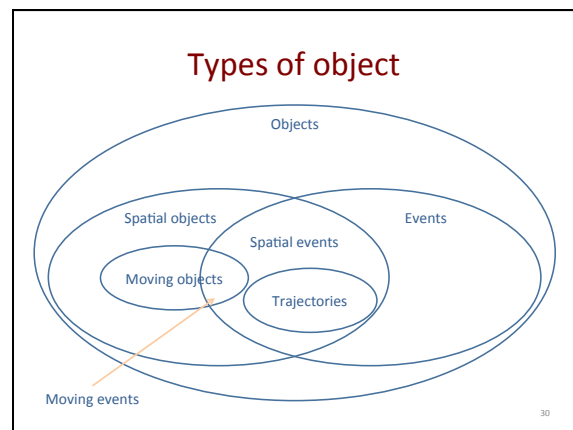 Types of object
Objects
Spatial objects
Events
Spatial events
Moving objects
Trajectories
Moving events
30